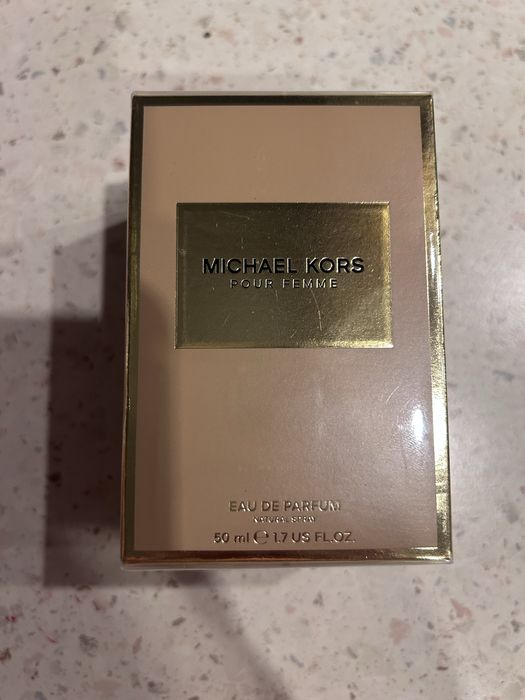 MICHAEL KORS
POUR FEMME
EAU DE PARFUM
NATURAL SPRAY
50 ml ℮ 1.7 US FL.OZ.